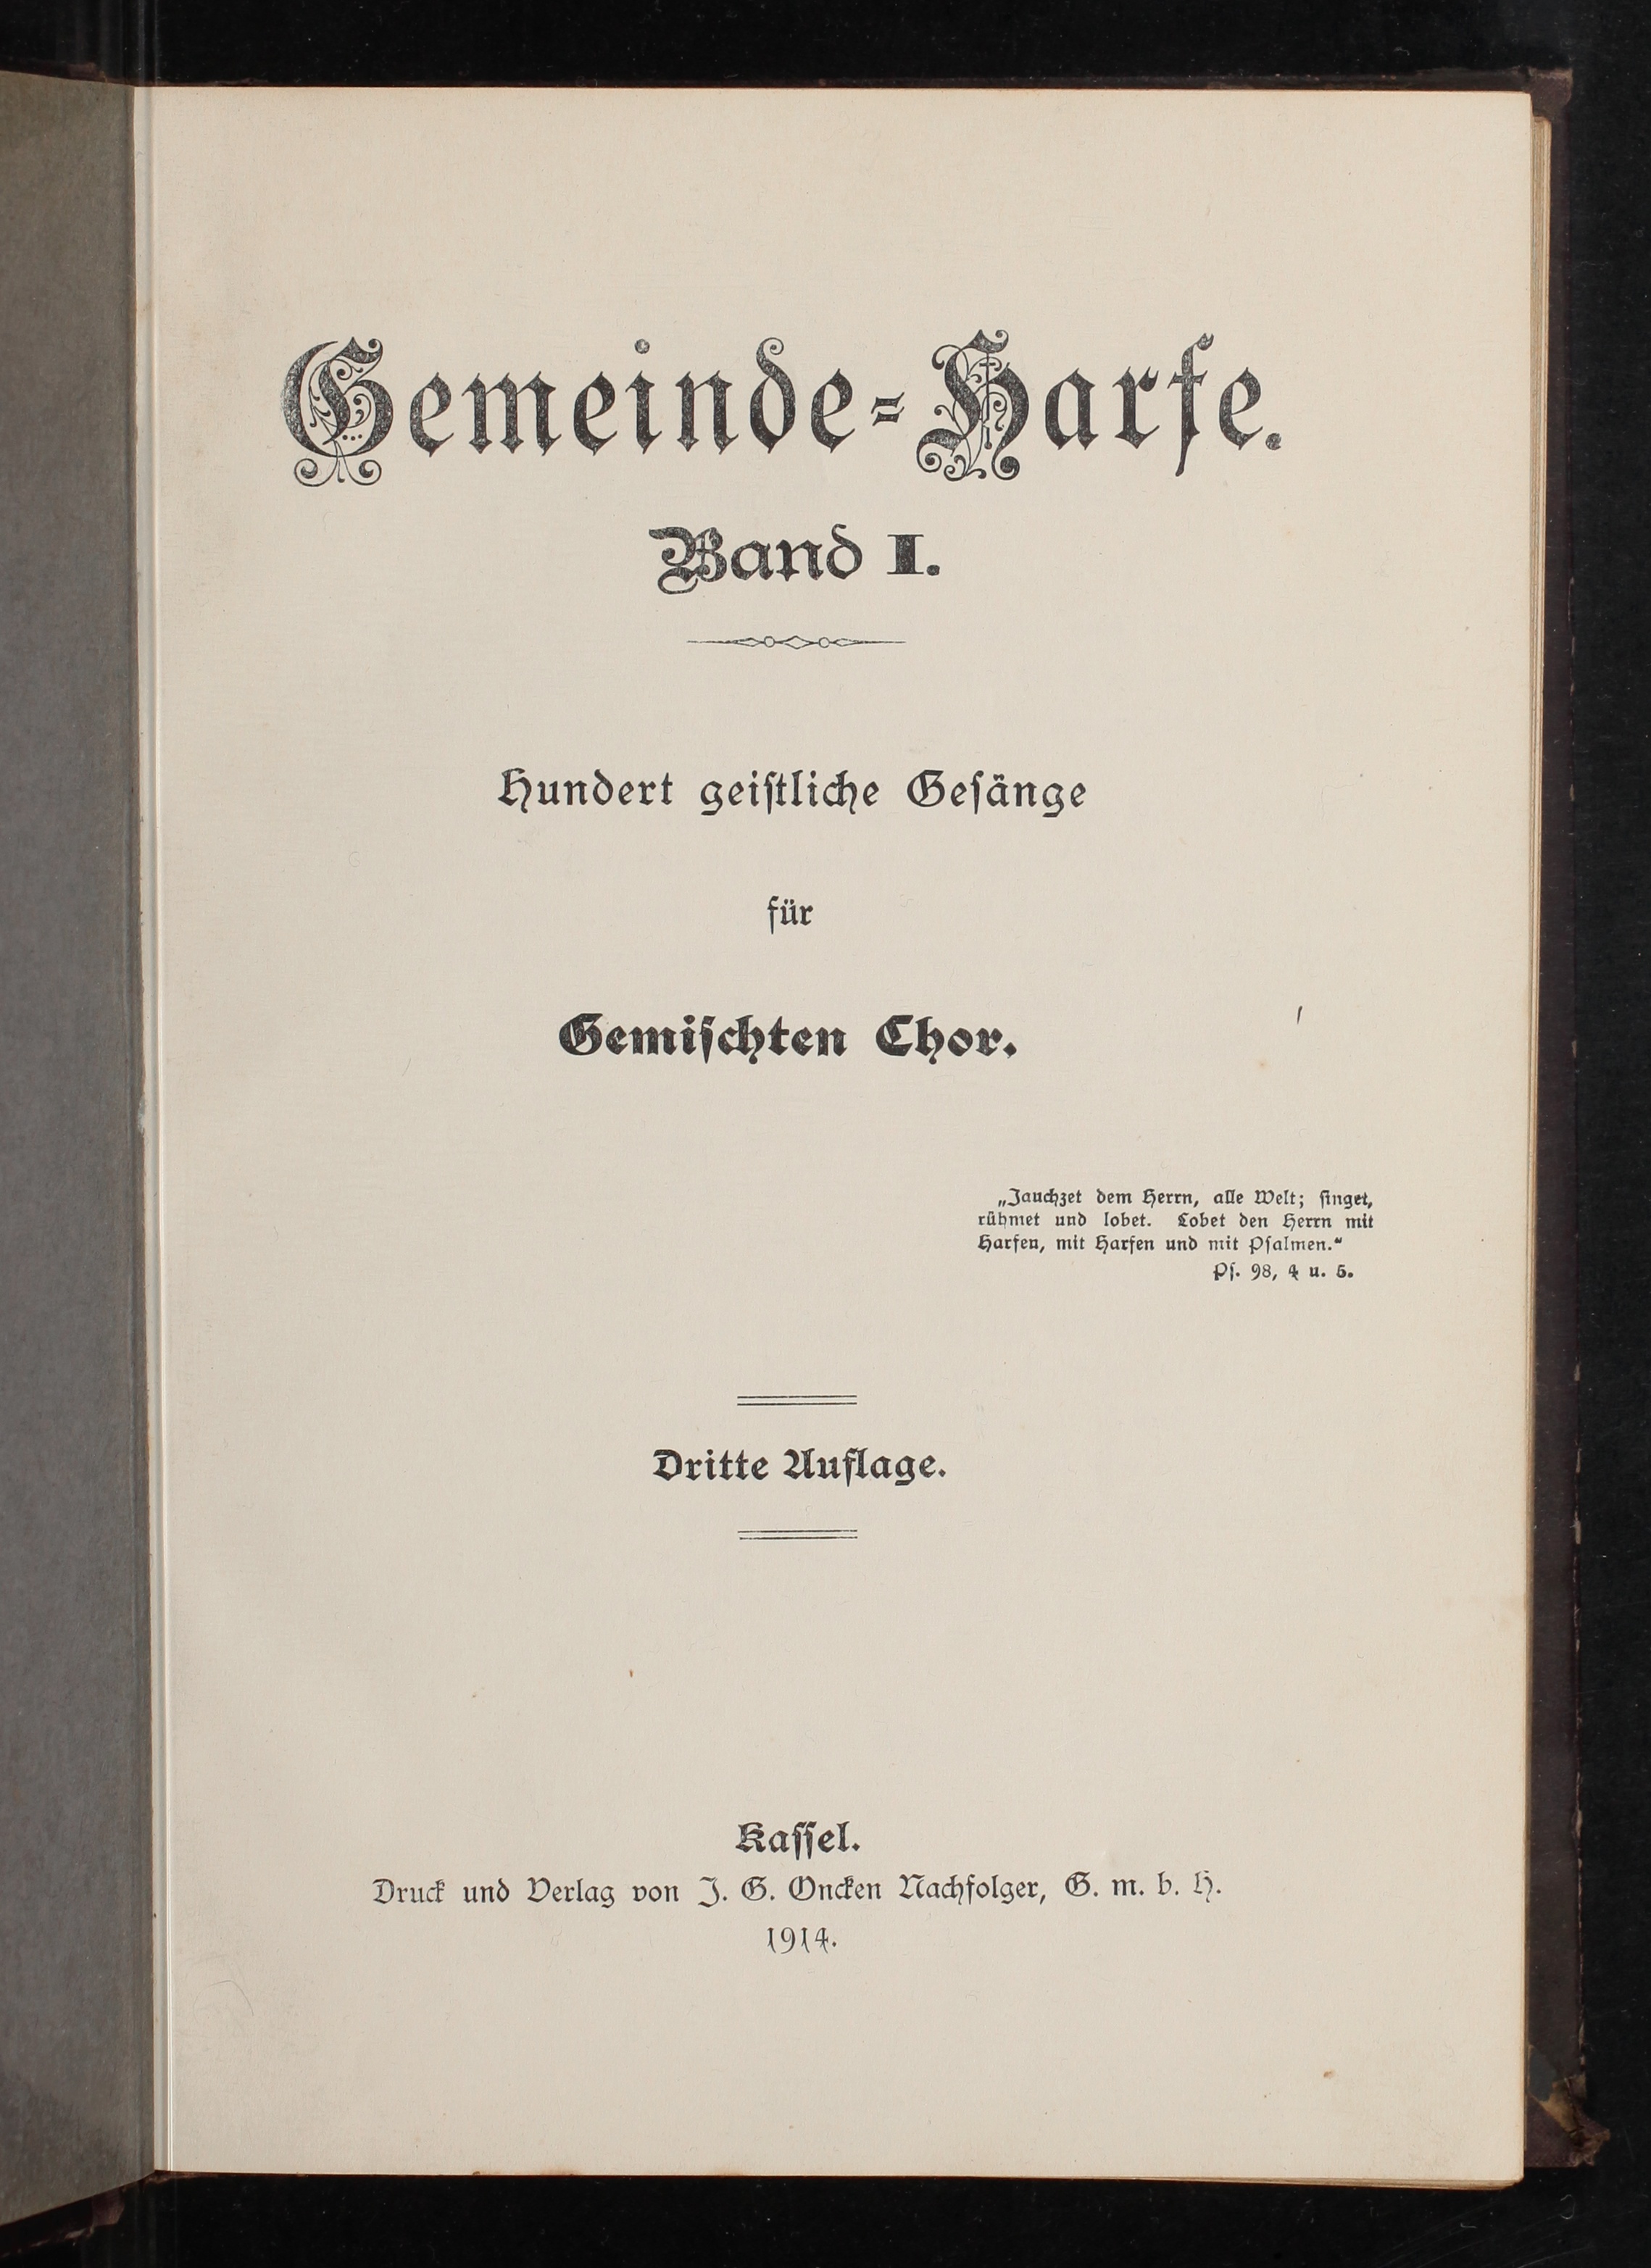 Gemeinde-Harfe.
Band I.
Hundert geiſtliche Geſänge
für
Gemiſchten Chor.
„Jauchzet dem Herrn, alle Welt; ſinget,
rühmet und lobet. Lobet den Herrn mit
Harfen, mit Harfen und mit Pſalmen.“
Pſ. 98, 4 u. 5.
Dritte Auflage.
Kaſſel.
Druck und Verlag von J. G. Oncken Nachfolger, G. m. b. H.
1914.